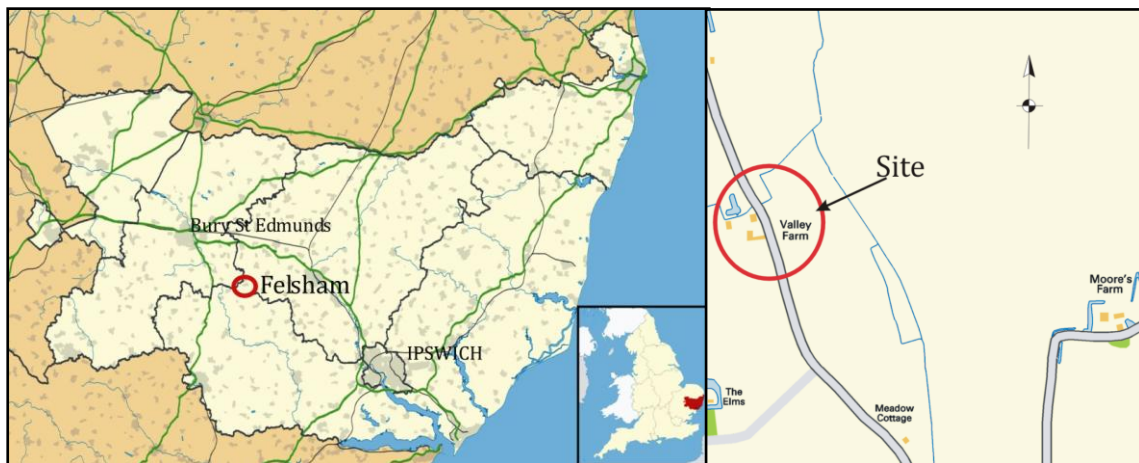 Bury St Edmunds
Felsham
IPSWICH
Site
Valley
Farm
Moore's
Farm
The
Elms
Meadow
Cottage